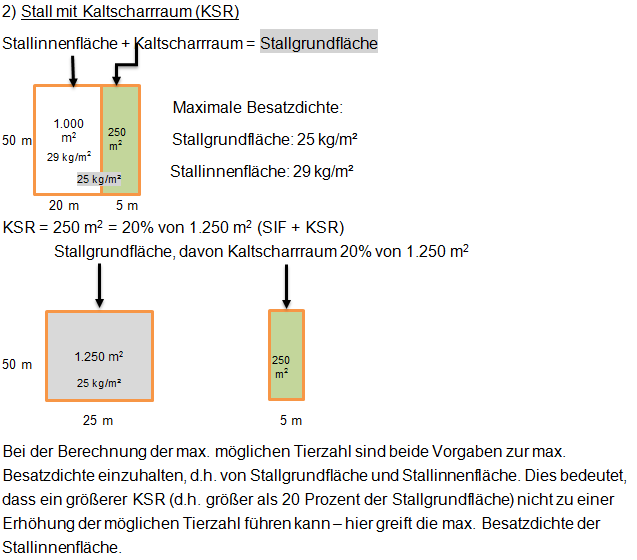 2) Stall mit Kaltscharrraum (KSR)
Stallinnenfläche + Kaltscharrraum = Stallgrundfläche
50 m
1.000
m²
29 kg/m²
250
m²
25 kg/m²
20 m
5 m
Maximale Besatzdichte:
Stallgrundfläche: 25 kg/m²
Stallinnenfläche: 29 kg/m²
KSR = 250 m² = 20% von 1.250 m² (SIF + KSR)
Stallgrundfläche, davon Kaltscharrraum 20% von 1.250 m²
50 m
1.250 m²
25 kg/m²
25 m
250
m²
5 m
Bei der Berechnung der max. möglichen Tierzahl sind beide Vorgaben zur max.
Besatzdichte einzuhalten, d.h. von Stallgrundfläche und Stallinnenfläche. Dies bedeutet,
dass ein größerer KSR (d.h. größer als 20 Prozent der Stallgrundfläche) nicht zu einer
Erhöhung der möglichen Tierzahl führen kann – hier greift die max. Besatzdichte der
Stallinnenfläche.